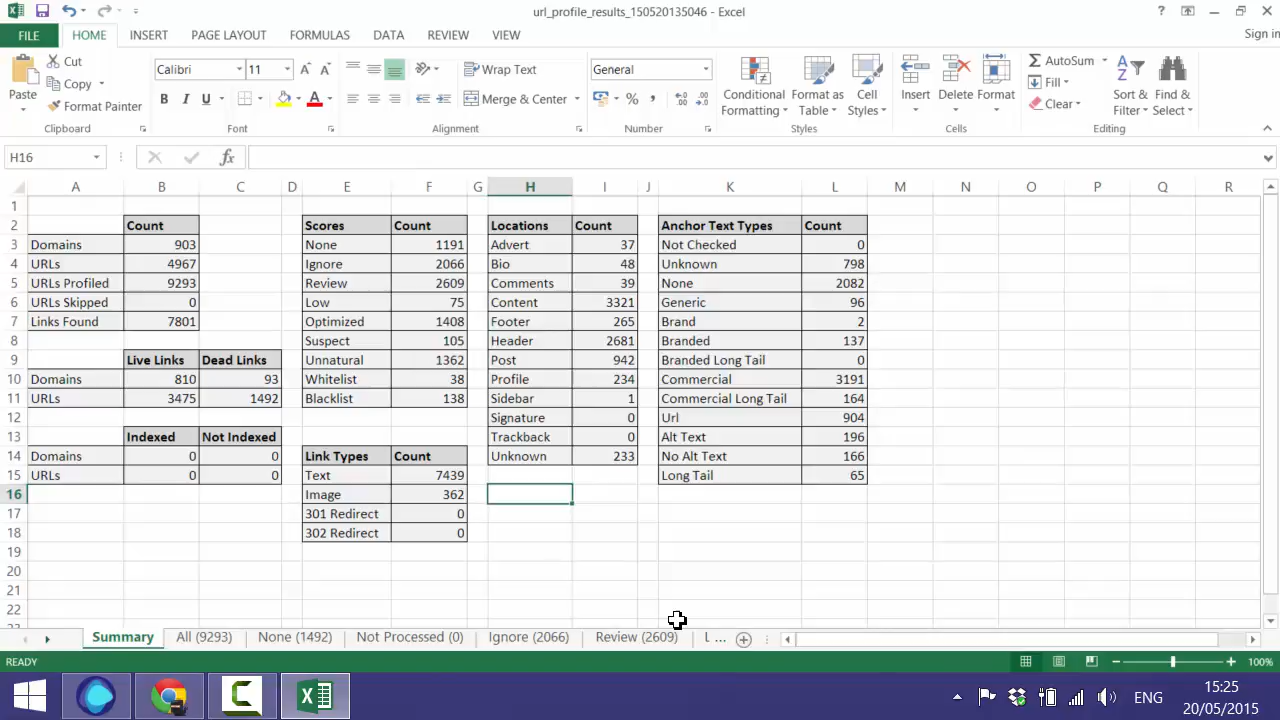 url_profile_results_150520135046 - Excel
?
FILE HOME INSERT PAGE LAYOUT FORMULAS DATA REVIEW VIEW Sign in
Paste Cut Copy Format Painter
Calibri 11 A A
B I U A
Wrap Text
Merge & Center
General
% ,
Conditional Formatting Format as Table Cell Styles
Insert Delete Format
AutoSum Fill Clear
Sort & Filter Find & Select
Clipboard Font Alignment Number Styles Cells Editing
H16 fx
A B C D E F G H I J K L M N O P Q R
1
2 Count Scores Count Locations Count Anchor Text Types Count
3 Domains 903 None 1191 Advert 37 Not Checked 0
4 URLs 4967 Ignore 2066 Bio 48 Unknown 798
5 URLs Profiled 9293 Review 2609 Comments 39 None 2082
6 URLs Skipped 0 Low 75 Content 3321 Generic 96
7 Links Found 7801 Optimized 1408 Footer 265 Brand 2
8 Suspect 105 Header 2681 Branded 137
9 Live Links Dead Links Unnatural 1362 Post 942 Branded Long Tail 0
10 Domains 810 93 Whitelist 38 Profile 234 Commercial 3191
11 URLs 3475 1492 Blacklist 138 Sidebar 1 Commercial Long Tail 164
12 Signature 0 Url 904
13 Indexed Not Indexed Trackback 0 Alt Text 196
14 Domains 0 0 Link Types Count Unknown 233 No Alt Text 166
15 URLs 0 0 Text 7439 Long Tail 65
16 Image 362
17 301 Redirect 0
18 302 Redirect 0
19
20
21
22
Summary All (9293) None (1492) Not Processed (0) Ignore (2066) Review (2609) ...
READY 100%
ENG 15:25
20/05/2015